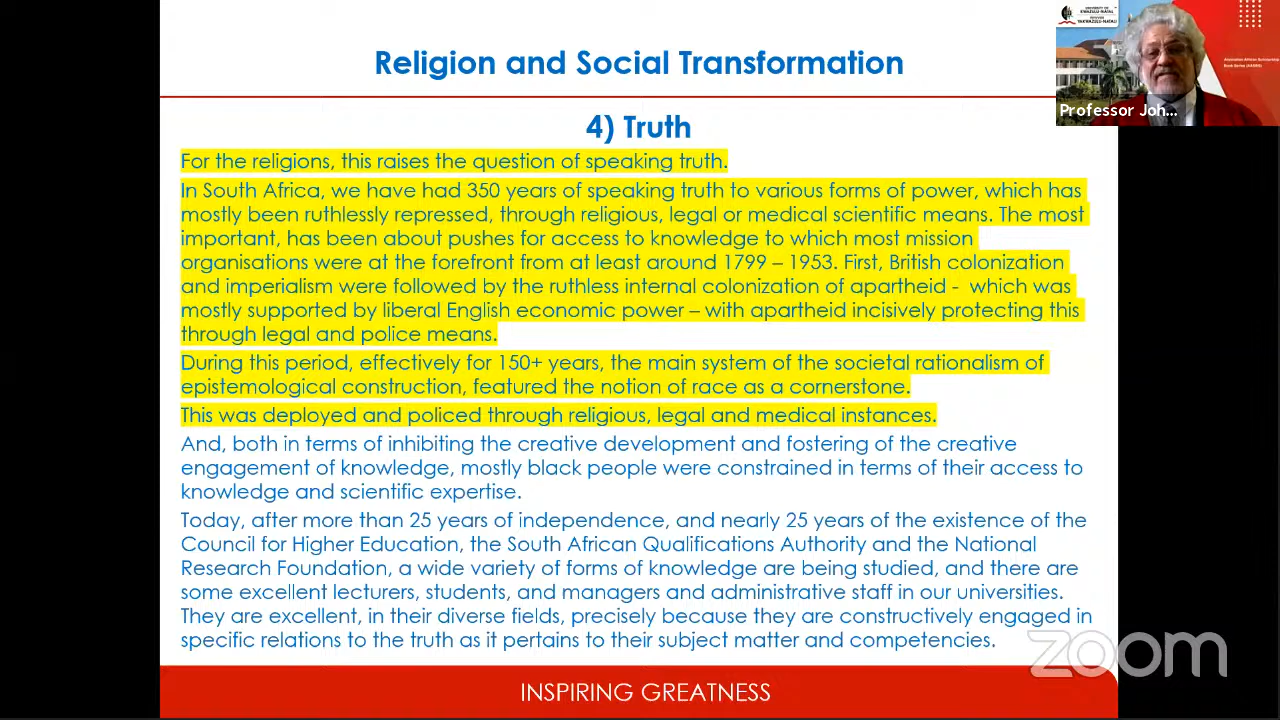 Religion and Social Transformation
UNIVERSITY OF
KWAZULU-NATAL
INYUVESI
YAKWAZULU-NATALI
Book Series (AASBS)
Professor Joh...
4) Truth
For the religions, this raises the question of speaking truth.
In South Africa, we have had 350 years of speaking truth to various forms of power, which has
mostly been ruthlessly repressed, through religious, legal or medical scientific means. The most
important, has been about pushes for access to knowledge to which most mission
organisations were at the forefront from at least around 1799 – 1953. First, British colonization
and imperialism were followed by the ruthless internal colonization of apartheid - which was
mostly supported by liberal English economic power – with apartheid incisively protecting this
through legal and police means.
During this period, effectively for 150+ years, the main system of the societal rationalism of
epistemological construction, featured the notion of race as a cornerstone.
This was deployed and policed through religious, legal and medical instances.
And, both in terms of inhibiting the creative development and fostering of the creative
engagement of knowledge, mostly black people were constrained in terms of their access to
knowledge and scientific expertise.
Today, after more than 25 years of independence, and nearly 25 years of the existence of the
Council for Higher Education, the South African Qualifications Authority and the National
Research Foundation, a wide variety of forms of knowledge are being studied, and there are
some excellent lecturers, students, and managers and administrative staff in our universities.
They are excellent, in their diverse fields, precisely because they are constructively engaged in
specific relations to the truth as it pertains to their subject matter and competencies.
zoom
INSPIRING GREATNESS